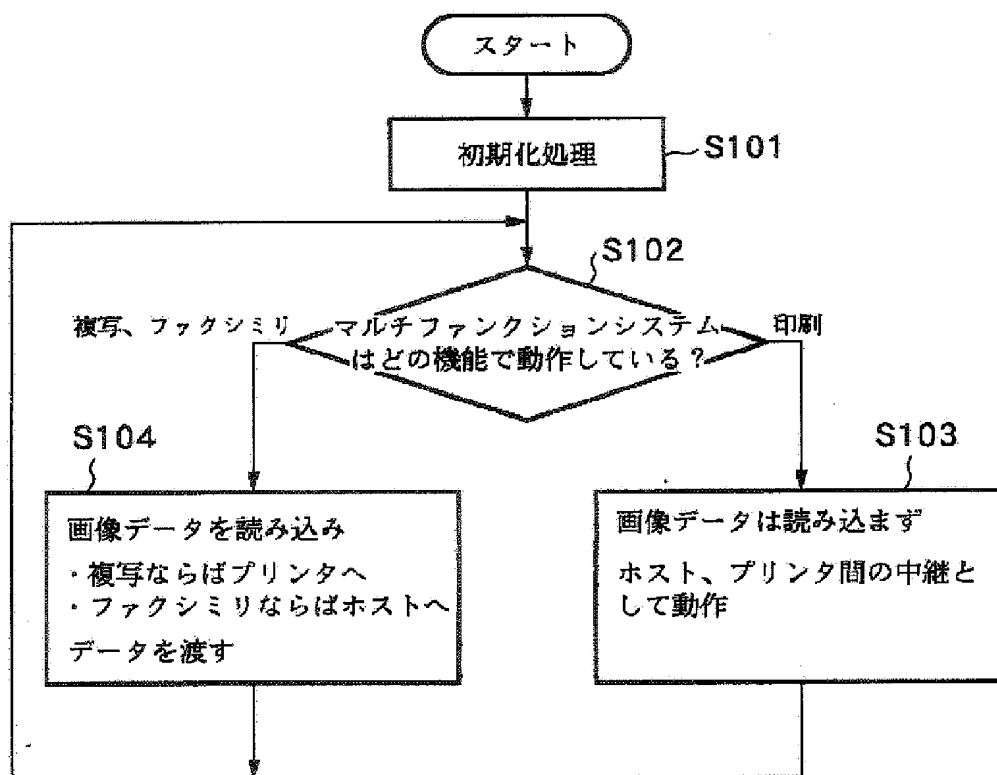 スタート
初期化処理
S101
S102
複写、ファクシミリ
マルチファンクションシステム
はどの機能で動作している？
印刷
S104
S103
画像データを読み込み
・複写ならばプリンタへ
・ファクシミリならばホストへ
データを渡す
画像データは読み込まず
ホスト、プリンタ間の中継と
して動作